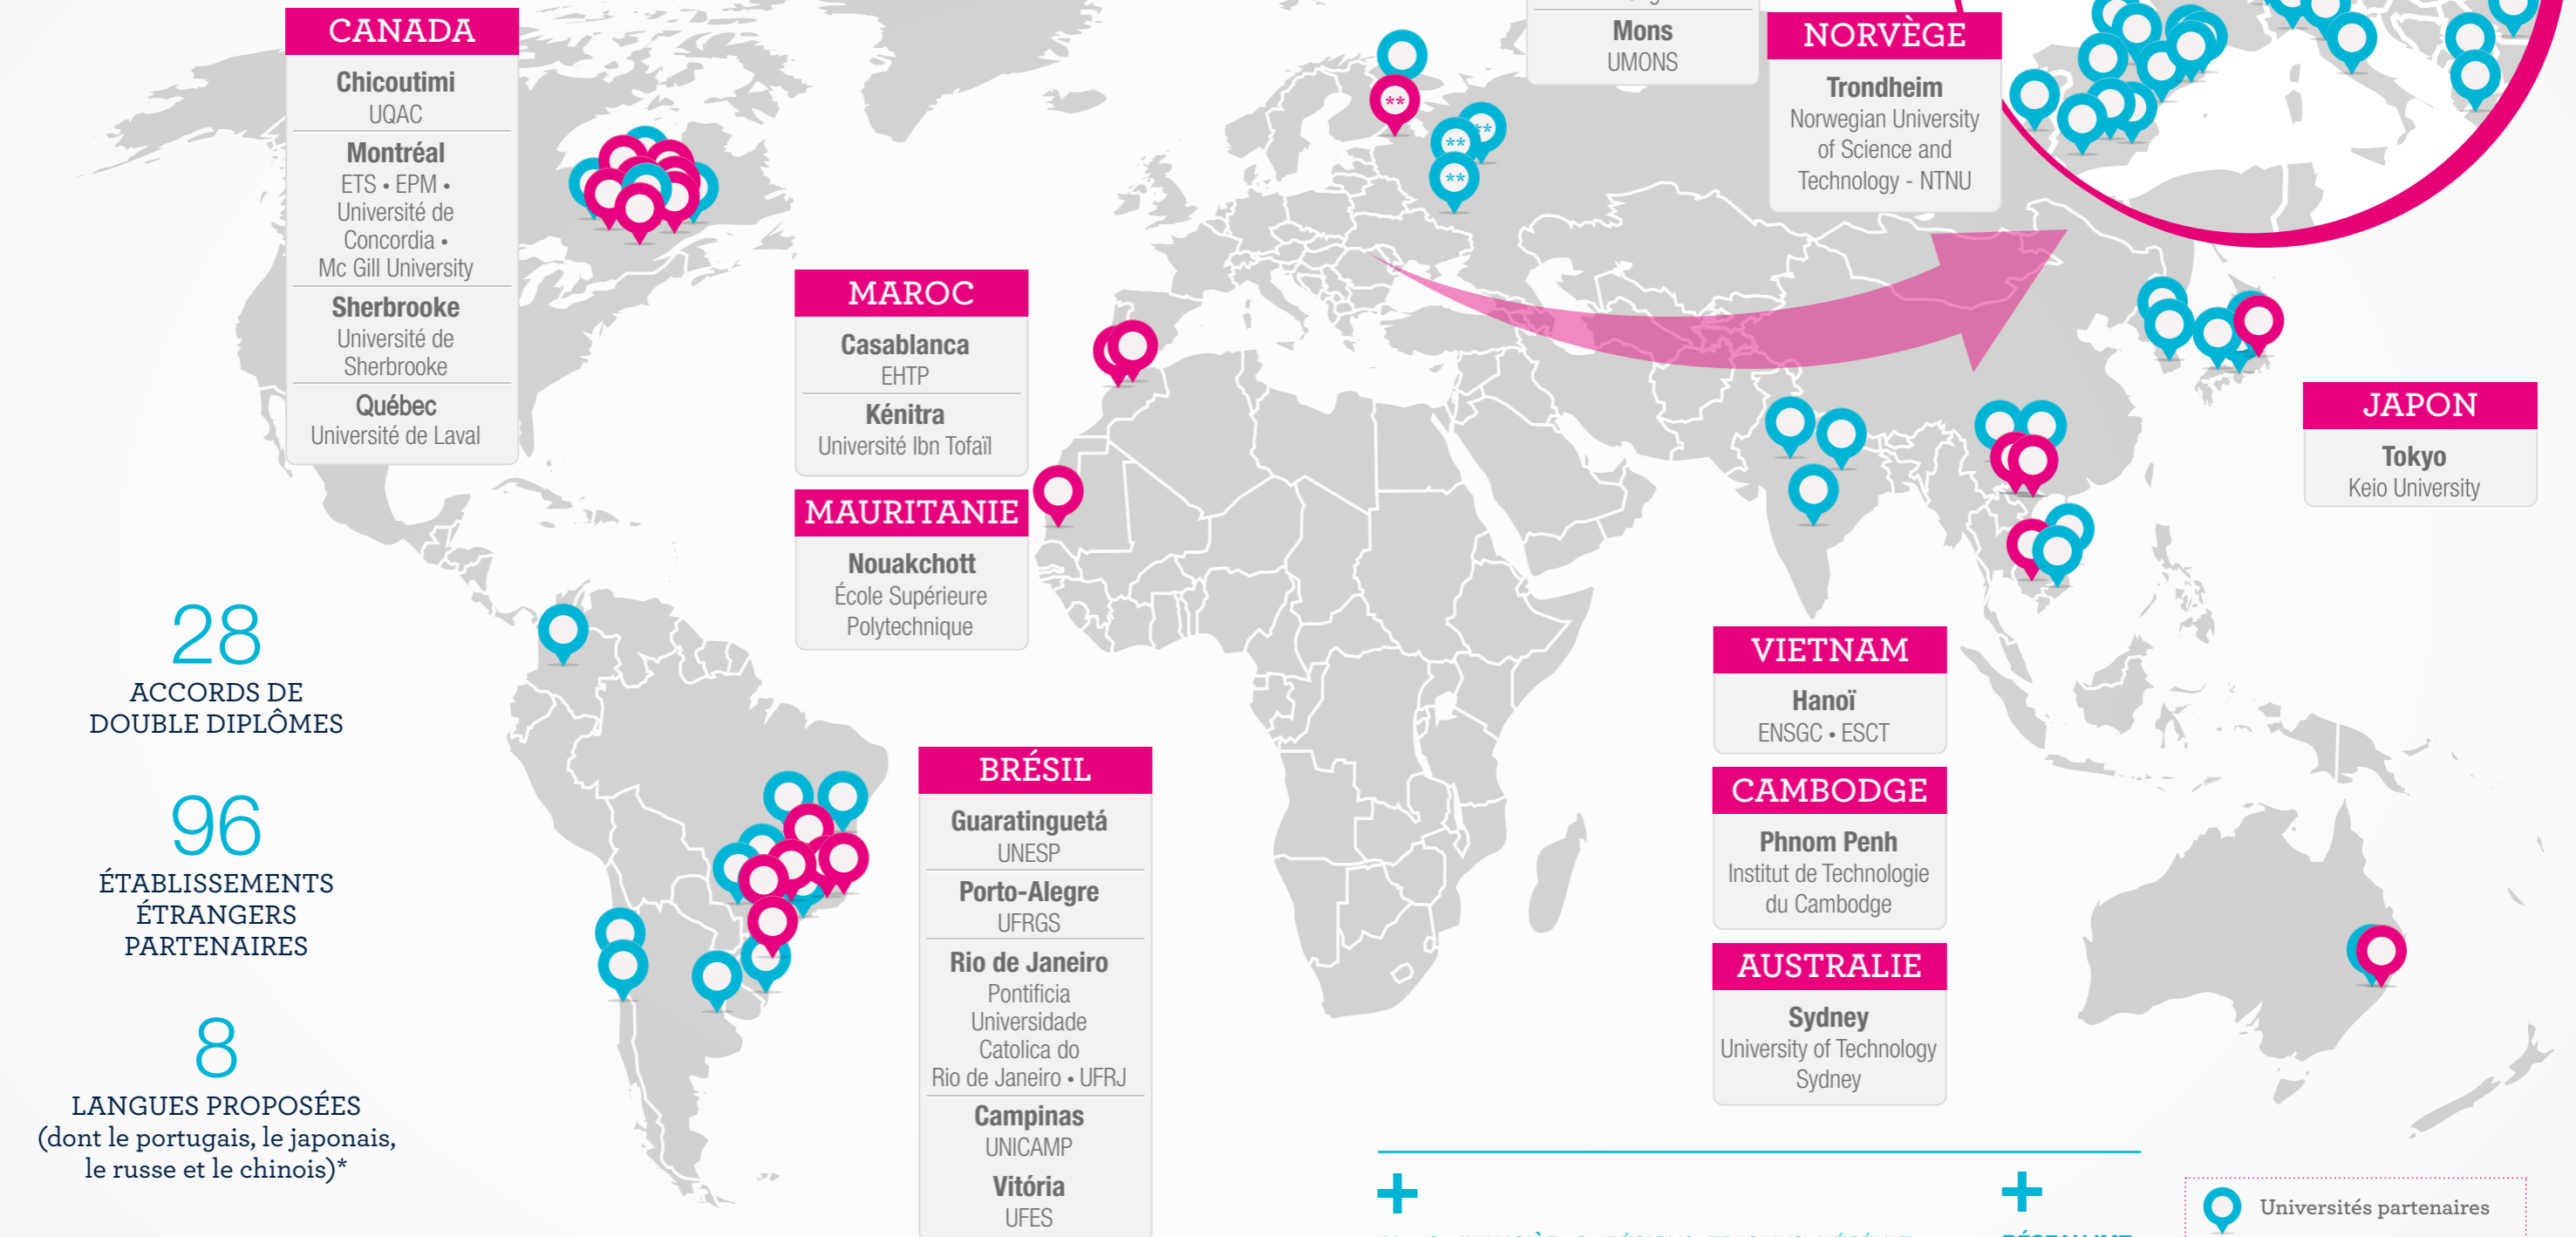 CANADA
Chicoutimi
UQAC
Montréal
ETS • EPM •
Université de
Concordia •
Mc Gill University
Sherbrooke
Université de
Sherbrooke
Québec
Université de Laval
MAROC
Casablanca
EHTP
Kénitra
Université Ibn Tofaïl
MAURITANIE
Nouakchott
École Supérieure
Polytechnique
Mons
UMONS
NORVÈGE
Trondheim
Norwegian University
of Science and
Technology - NTNU
**
**
**
**
JAPON
Tokyo
Keio University
28
ACCORDS DE
DOUBLE DIPLÔMES
96
ÉTABLISSEMENTS
ÉTRANGERS
PARTENAIRES
8
LANGUES PROPOSÉES
(dont le portugais, le japonais,
le russe et le chinois)*
BRÉSIL
Guaratinguetá
UNESP
Porto-Alegre
UFRGS
Rio de Janeiro
Pontificia
Universidade
Catolica do
Rio de Janeiro • UFRJ
Campinas
UNICAMP
Vitória
UFES
VIETNAM
Hanoï
ENSGC • ESCT
CAMBODGE
Phnom Penh
Institut de Technologie
du Cambodge
AUSTRALIE
Sydney
University of Technology
Sydney
+
+
Universités partenaires